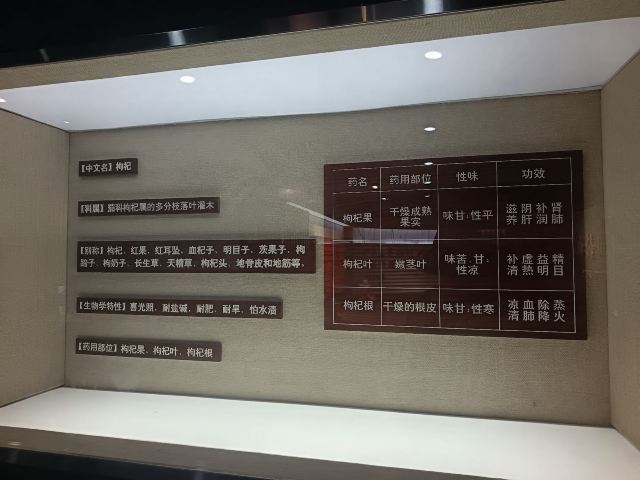 【中文名】枸杞
【科属】茄科枸杞属的多分枝落叶灌木
【别称】枸杞、红果、红耳坠、血杞子、明目子、茨果子、枸
蹄子、枸奶子、长生草、天精草、枸杞头、地骨皮和地筋等。
【生物学特性】喜光照、耐盐碱、耐肥、耐旱、怕水渍
【药用部位】枸杞果、枸杞叶、枸杞根
药名 药用部位 性味 功效
枸杞果 干燥成熟果实 味甘、性平 滋阴补肾养肝润肺
枸杞叶 嫩茎叶 味苦、甘、性凉 补虚益精清热明目
枸杞根 干燥的根皮 味甘、性寒 凉血除蒸清肺降火